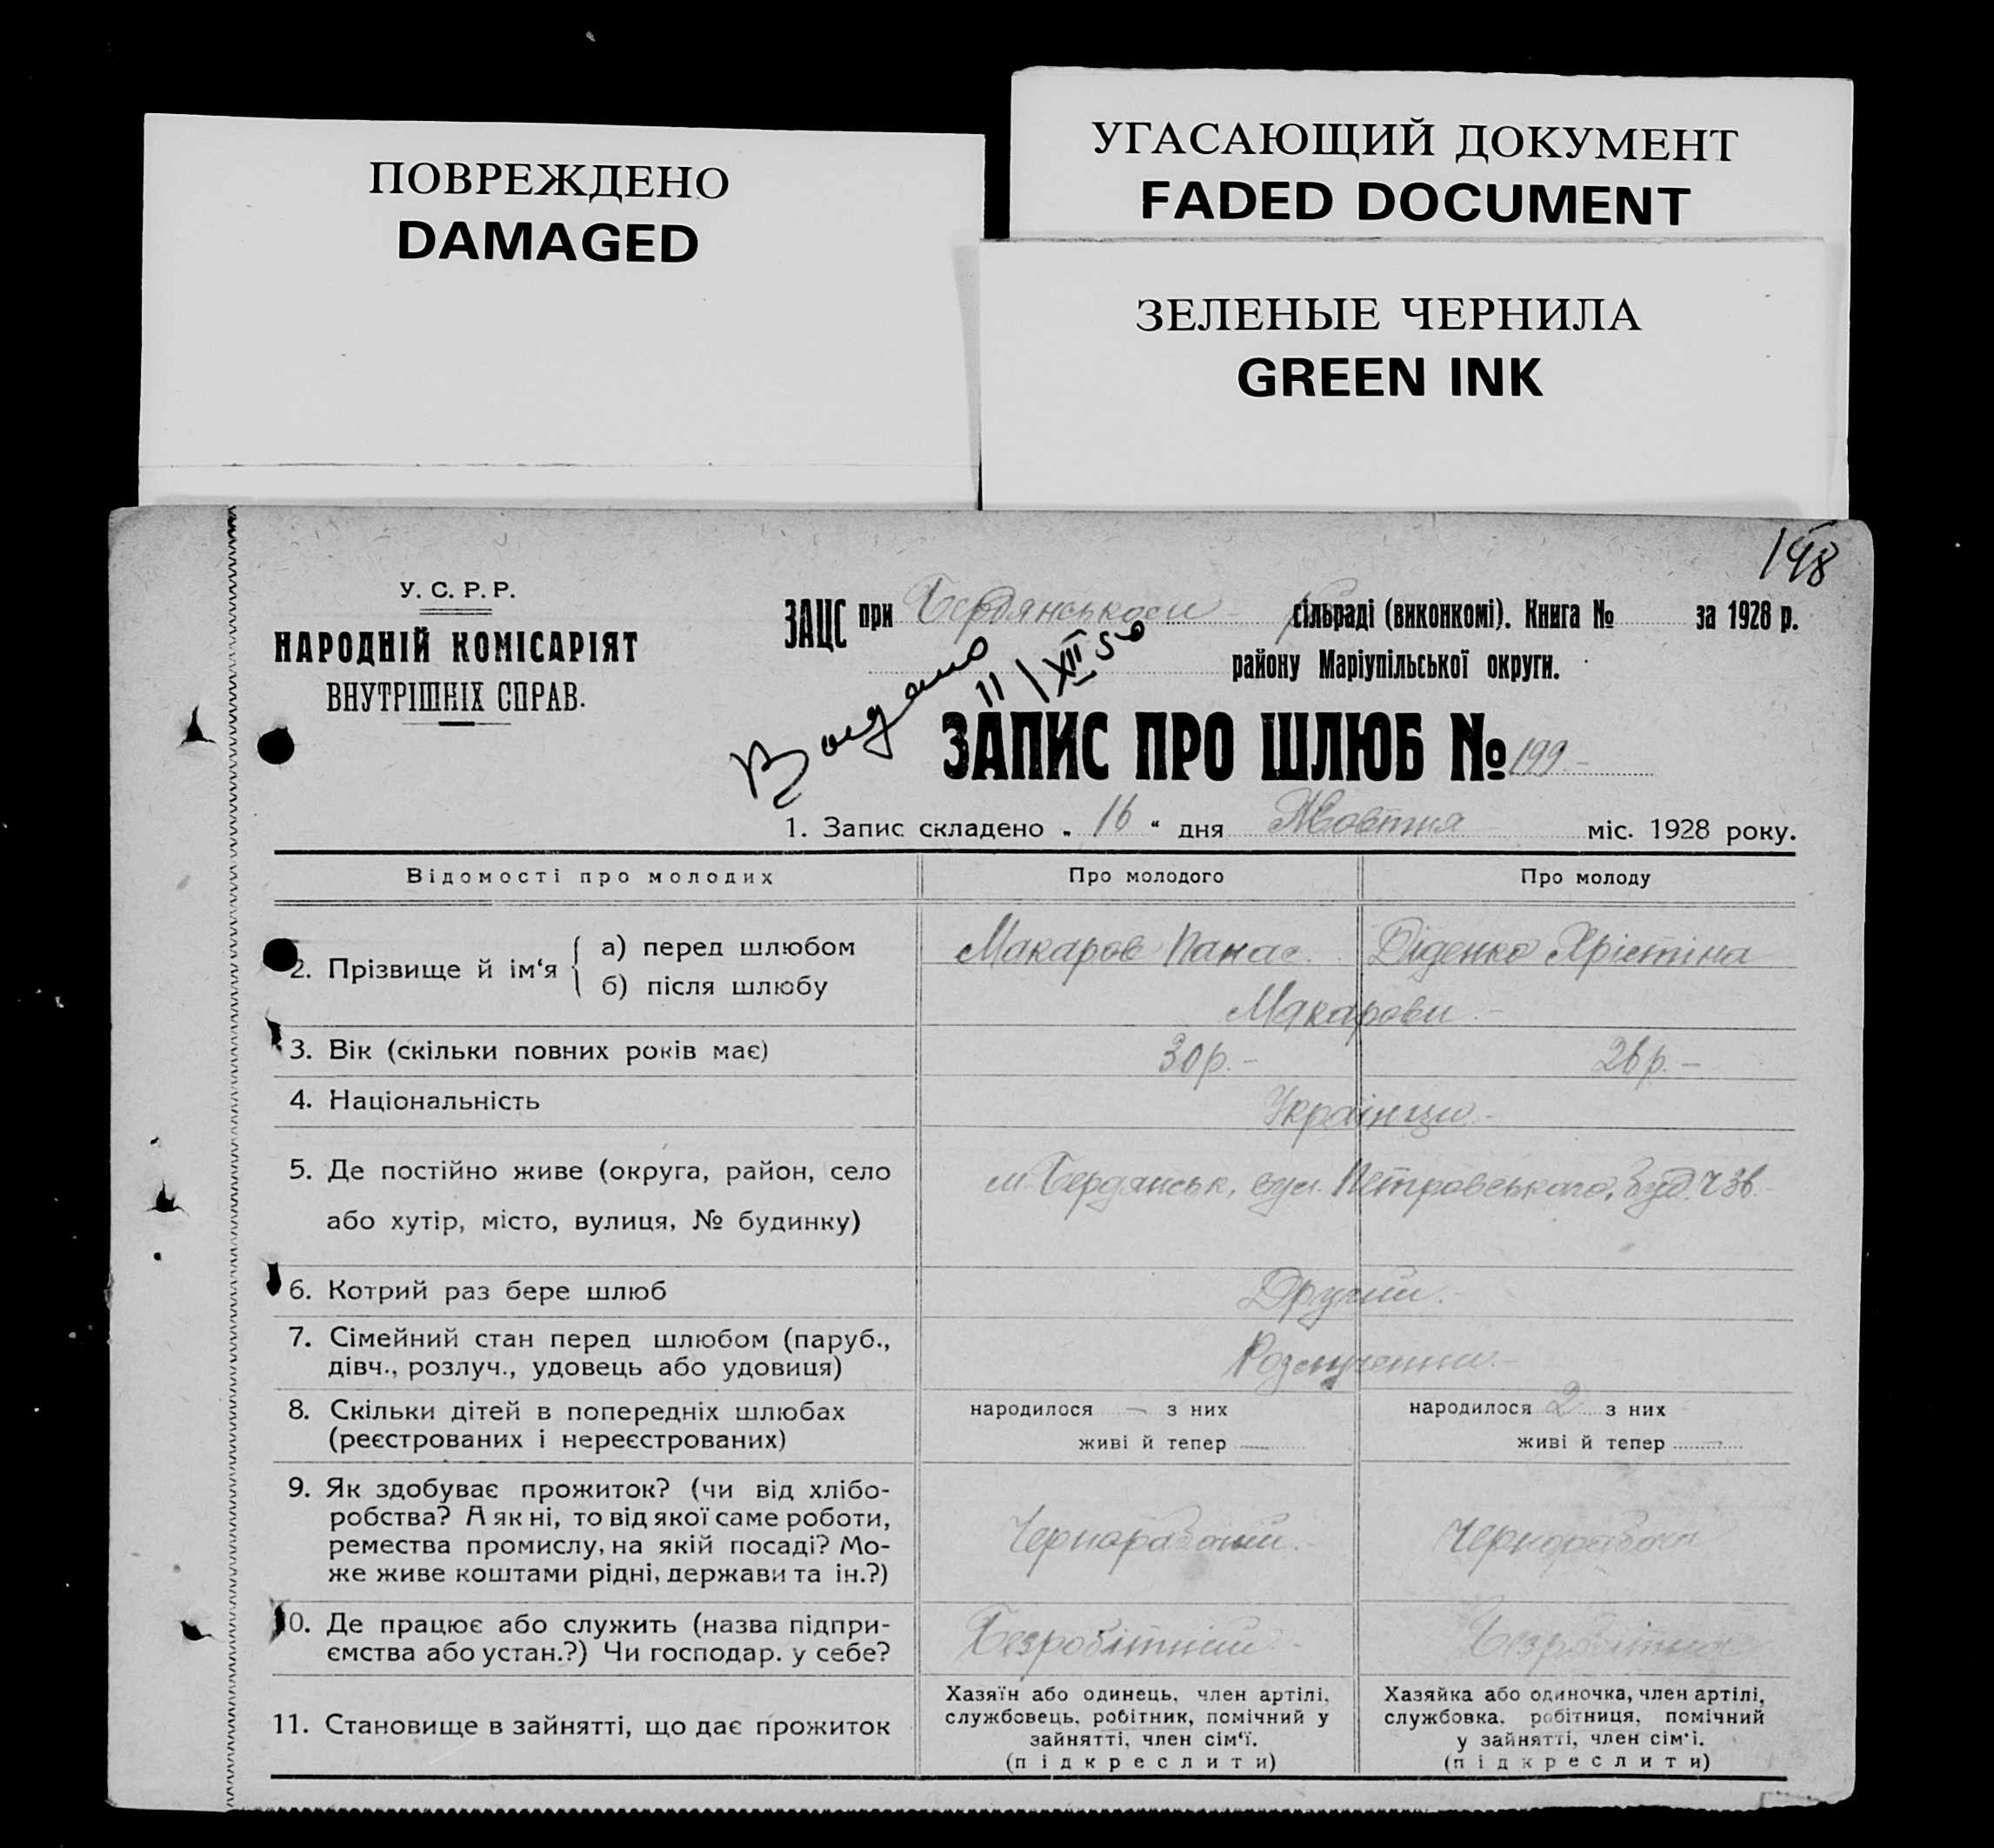 ПОВРЕЖДЕНО
DAMAGED
УГАСАЮЩИЙ ДОКУМЕНТ
FADED DOCUMENT
ЗЕЛЕНЫЕ ЧЕРНИЛА
GREEN INK
148
У. С. Р. Р.
НАРОДНІЙ КОМІСАРІЯТ
ВНУТРІШНІХ СПРАВ.
ЗАЦС при Бердянському сільраді (виконкомі). Книга № за 1928 р.
району Маріупільської округи.
11/XII 50
ЗАПИС ПРО ШЛЮБ № 199
1. Запис складено „ 16 “ дня Жовтня міс. 1928 року.
Відомості про молодих Про молодого Про молоду
2. Прізвище й ім‘я { а) перед шлюбом Макаров Панас Діденко Хрістіна
б) після шлюбу Макарови
3. Вік (скільки повних років має) 30 р. 26 р.
4. Національність Українци
5. Де постійно живе (округа, район, село м. Бердянськ, вул. Петровського, буд. Ч 36
або хутір, місто, вулиця, № будинку)
6. Котрий раз бере шлюб Другий
7. Сімейний стан перед шлюбом (паруб.,
дівч., розлуч., удовець або удовиця) Розлученни
8. Скільки дітей в попередніх шлюбах народилося — з них народилося 2 з них
(реєстрованих і нереєстрованих) живі й тепер — живі й тепер —
9. Як здобуває прожиток? (чи від хлібо-
робства? А як ні, то від якої саме роботи,
ремества промислу, на якій посаді? Мо- Чернорабочий Чернорабоча
же живе коштами рідні, держави та ін.?)
10. Де працює або служить (назва підпри- Безробітний Безробітна
ємства або устан.?) Чи господар. у себе?
11. Становище в зайнятті, що дає прожиток
Хазяїн або одинець, член артілі,
службовець, робітник, помічний у
зайнятті, член сім‘ї.
(підкреслити)
Хазяйка або одиночка, член артілі,
службовка, робітниця, помічний
у зайнятті, член сім‘і.
(підкреслити)